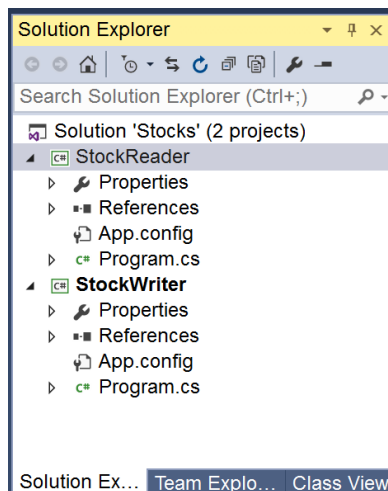 Solution Explorer
Search Solution Explorer (Ctrl+;)
Solution 'Stocks' (2 projects)
C# StockReader
Properties
References
App.config
C# Program.cs
C# StockWriter
Properties
References
App.config
C# Program.cs
Solution Ex... Team Explo... Class View